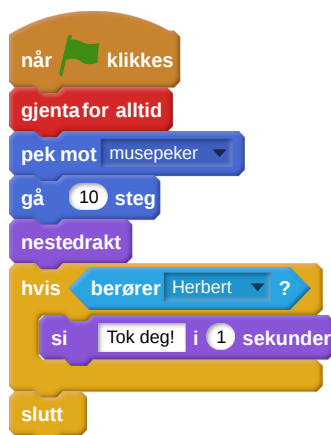 når klikkes
gjenta for alltid
pek mot musepeker
gå 10 steg
nestedrakt
hvis berører Herbert ?
si Tok deg! i 1 sekunder
slutt